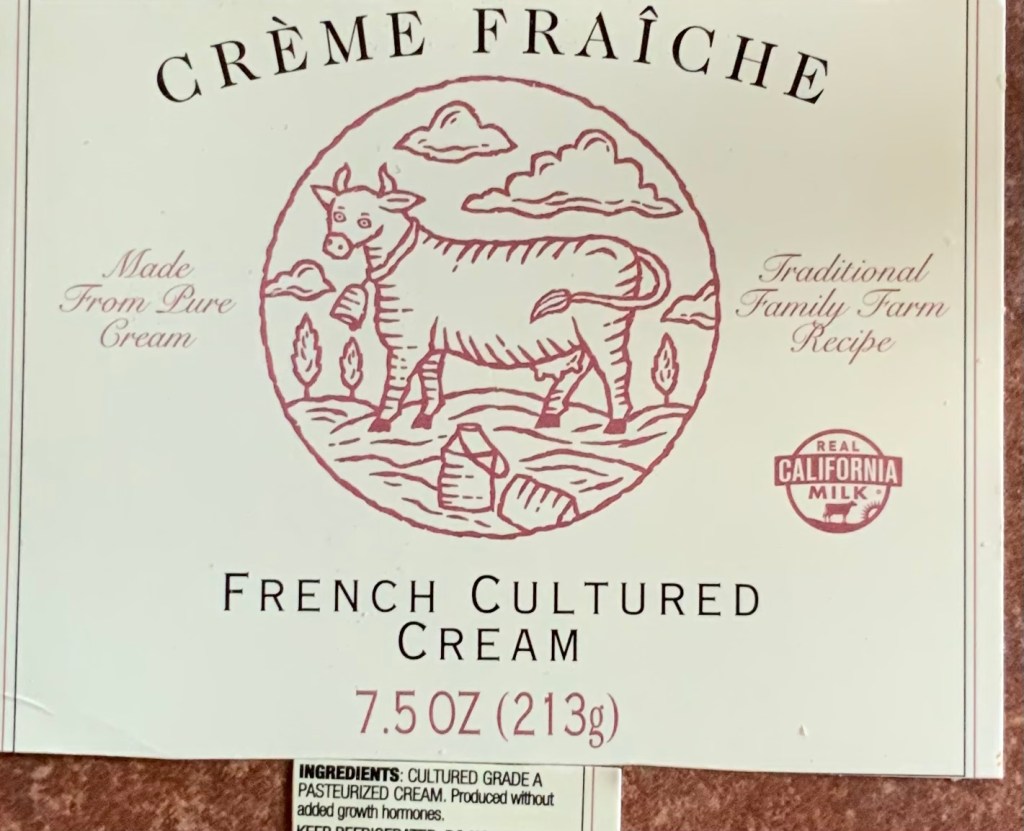 CRÈME FRAÎCHE
Made
From Pure
Cream
Traditional
Family Farm
Recipe
REAL
CALIFORNIA
MILK
FRENCH CULTURED
CREAM
7.5 OZ (213g)
INGREDIENTS: CULTURED GRADE A
PASTEURIZED CREAM. Produced without
added growth hormones.